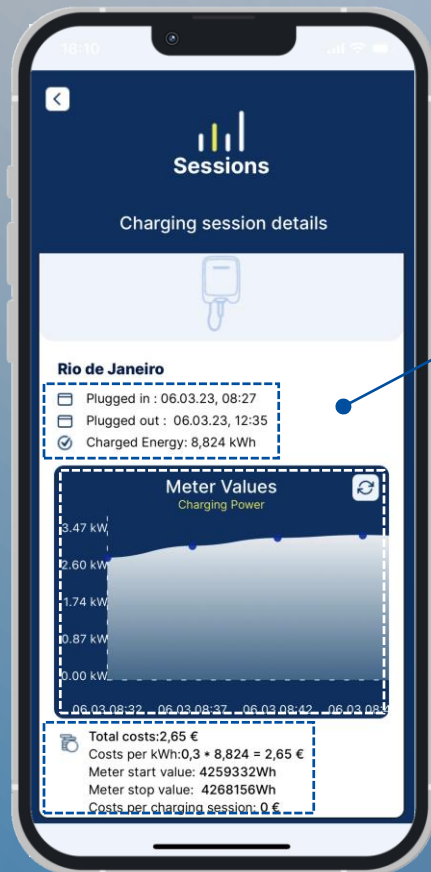 18:10
Sessions
Charging session details
Rio de Janeiro
Plugged in : 06.03.23, 08:27
Plugged out : 06.03.23, 12:35
Charged Energy: 8,824 kWh
Meter Values
Charging Power
3.47 kW
2.60 kW
1.74 kW
0.87 kW
0.00 kW
06.03 08:32 06.03 08:37 06.03 08:42 06.03 08:4
Total costs:2,65 €
Costs per kWh:0,3 * 8,824 = 2,65 €
Meter start value: 4259332Wh
Meter stop value: 4268156Wh
Costs per charging session: 0 €